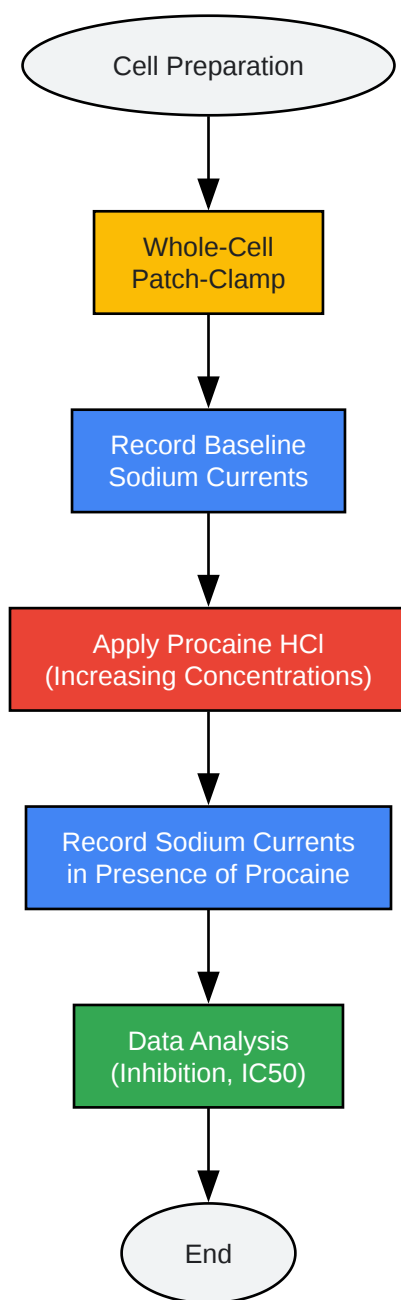 Cell Preparation
Whole-Cell
Patch-Clamp
Record Baseline
Sodium Currents
Apply Procaine HCl
(Increasing Concentrations)
Record Sodium Currents
in Presence of Procaine
Data Analysis
(Inhibition, IC50)
End